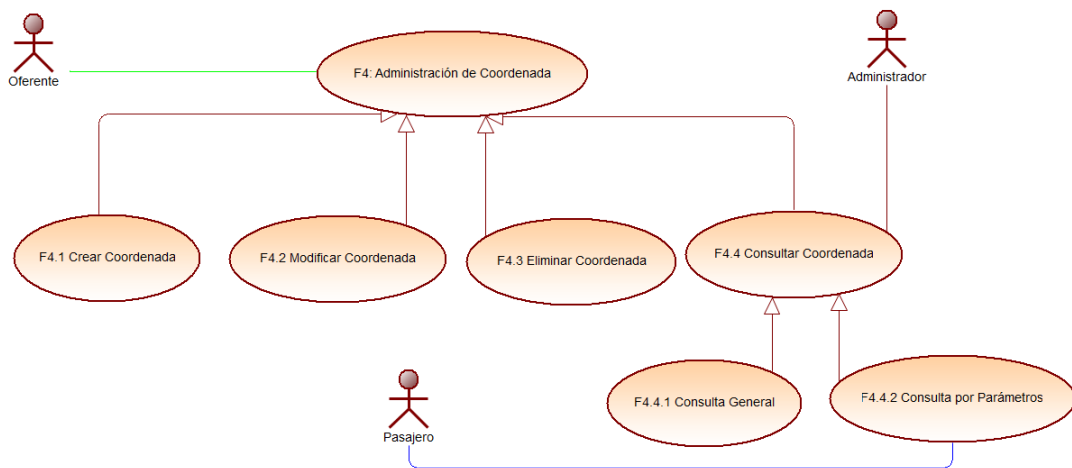 F4: Administración de Coordenada
Oferente
Administrador
F4.1 Crear Coordenada
F4.2 Modificar Coordenada
F4.3 Eliminar Coordenada
F4.4 Consultar Coordenada
F4.4.1 Consulta General
F4.4.2 Consulta por Parámetros
Pasajero